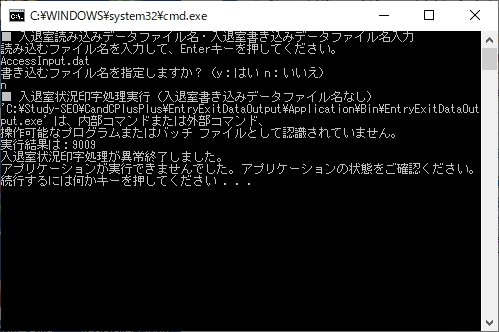 C:¥WINDOWS¥system32¥cmd.exe
■ 入退室読み込みデータファイル名・入退室書き込みデータファイル名入力
読み込むファイル名を入力して、Enterキーを押してください。
AccessInput.dat
書き込むファイル名を指定しますか？（y：はい n：いいえ）
n
■ 入退室状況印字処理実行（入退室書き込みデータファイル名なし）
'C:¥Study-SEO¥CandCPlusPlus¥EntryExitDataOutput¥Application¥Bin¥EntryExitDataOut
put.exe' は、内部コマンドまたは外部コマンド、
操作可能なプログラムまたはバッチ ファイルとして認識されていません。
実行結果は：9009
入退室状況印字処理が異常終了しました。
アプリケーションが実行できませんでした。アプリケーションの状態をご確認ください。
続行するには何かキーを押してください . . .